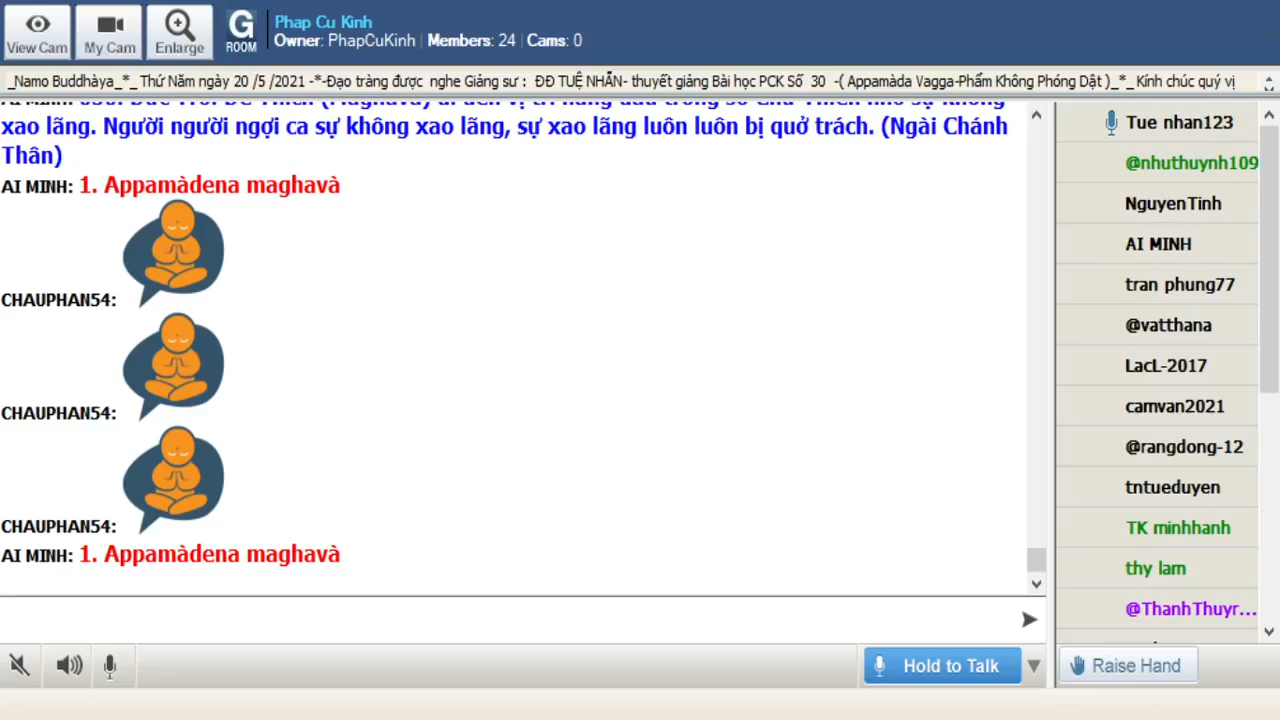 View Cam
My Cam
Enlarge
G
ROOM
Phap Cu Kinh
Owner: PhapCuKinh | Members: 24 | Cams: 0
_Namo Buddhàya_*_ Thứ Năm ngày 20 /5 /2021 -*-Đạo tràng được nghe Giảng sư : ĐĐ TUỆ NHẪN- thuyết giảng Bài học PCK Số 30 -( Appamàda Vagga-Phẩm Không Phóng Dật )_*_ Kính chúc quý vị
xao lãng. Người người ngợi ca sự không xao lãng, sự xao lãng luôn luôn bị quở trách. (Ngài Chánh
Thân)
AI MINH: 1. Appamàdena maghavà
CHAUPHAN54:
CHAUPHAN54:
CHAUPHAN54:
AI MINH: 1. Appamàdena maghavà
Tue nhan123
@nhuthuynh109
NguyenTinh
AI MINH
tran phung77
@vatthana
LacL-2017
camvan2021
@rangdong-12
tntueduyen
TK minhhanh
thy lam
@ThanhThuyr...
Hold to Talk
Raise Hand